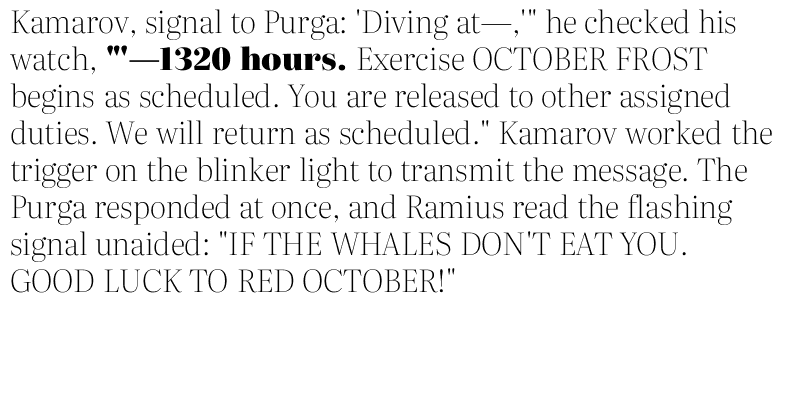 Kamarov, signal to Purga: 'Diving at—,'" he checked his
watch, "'—1320 hours. Exercise OCTOBER FROST
begins as scheduled. You are released to other assigned
duties. We will return as scheduled." Kamarov worked the
trigger on the blinker light to transmit the message. The
Purga responded at once, and Ramius read the flashing
signal unaided: "IF THE WHALES DON'T EAT YOU.
GOOD LUCK TO RED OCTOBER!"